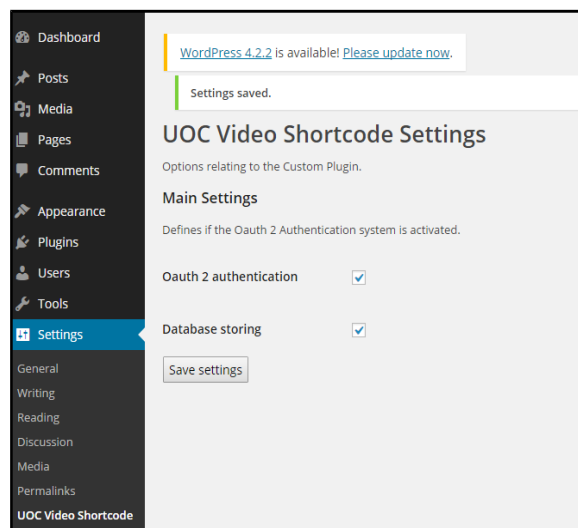 Dashboard
Posts
Media
Pages
Comments
Appearance
Plugins
Users
Tools
Settings
General
Writing
Reading
Discussion
Media
Permalinks
UOC Video Shortcode
WordPress 4.2.2 is available! Please update now.
Settings saved.
UOC Video Shortcode Settings
Options relating to the Custom Plugin.
Main Settings
Defines if the Oauth 2 Authentication system is activated.
Oauth 2 authentication
Database storing
Save settings